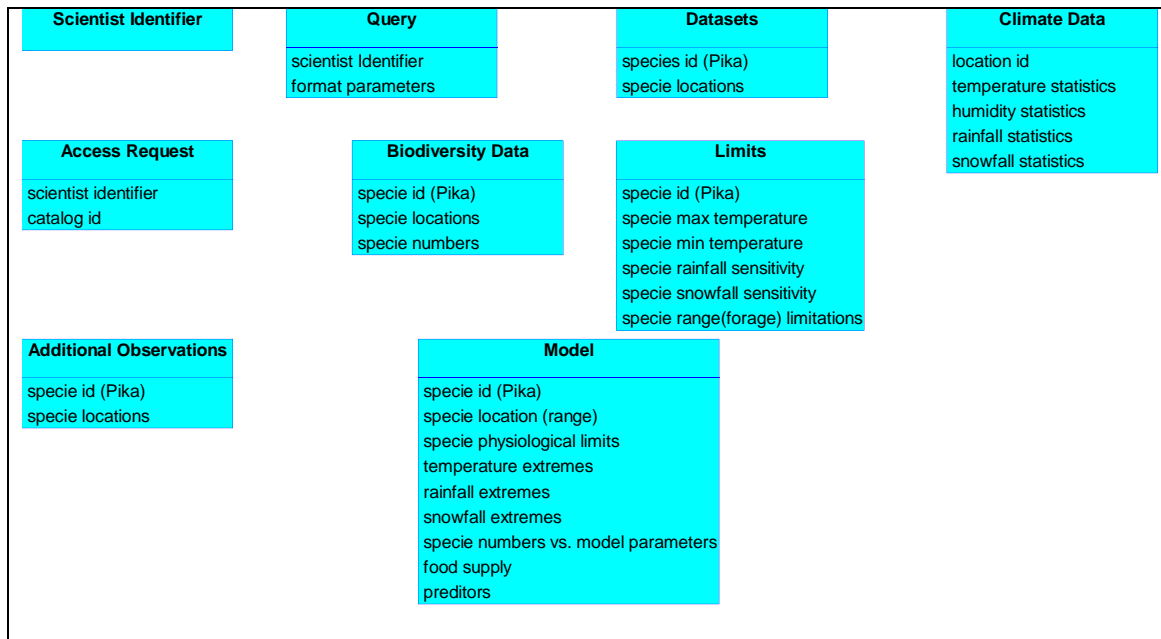 Scientist Identifier
Query
scientist Identifier
format parameters
Datasets
species id (Pika)
specie locations
Climate Data
location id
temperature statistics
humidity statistics
rainfall statistics
snowfall statistics
Access Request
scientist identifier
catalog id
Biodiversity Data
specie id (Pika)
specie locations
specie numbers
Limits
specie id (Pika)
specie max temperature
specie min temperature
specie rainfall sensitivity
specie snowfall sensitivity
specie range(forage) limitations
Additional Observations
specie id (Pika)
specie locations
Model
specie id (Pika)
specie location (range)
specie physiological limits
temperature extremes
rainfall extremes
snowfall extremes
specie numbers vs. model parameters
food supply
preditors